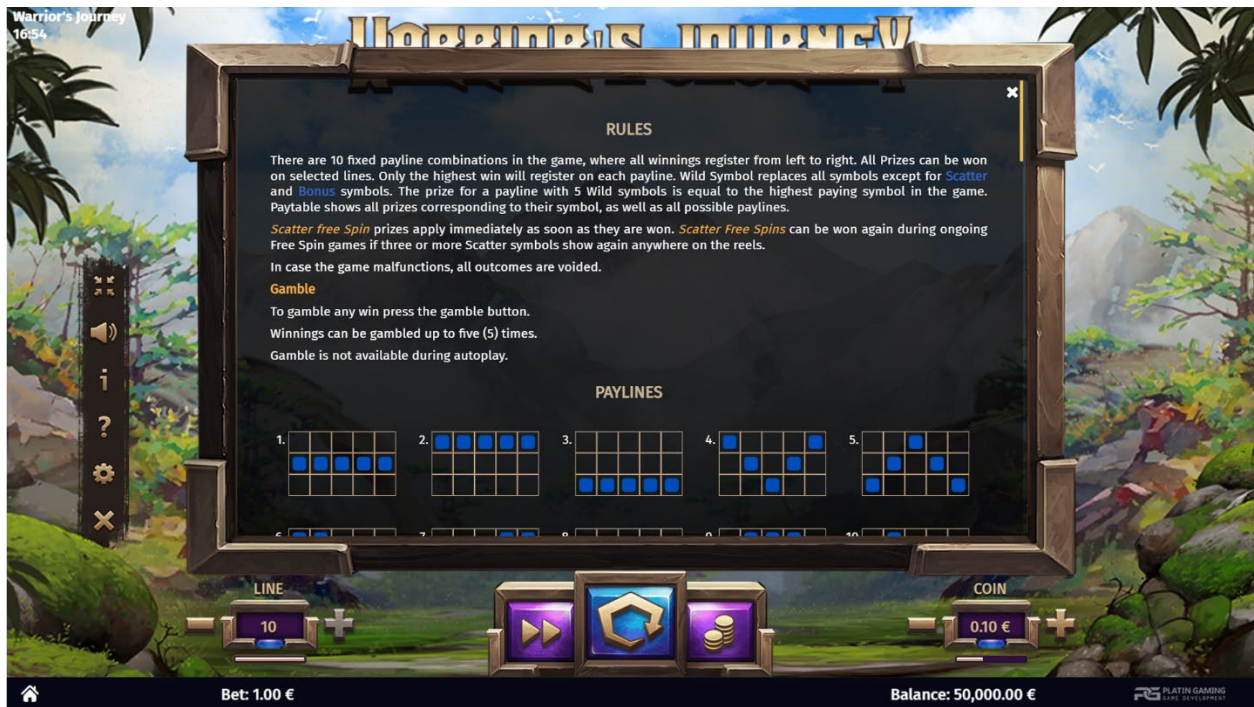 Warrior's Journey
16:54
WARRIOR'S JOURNEY
RULES
There are 10 fixed payline combinations in the game, where all winnings register from left to right. All Prizes can be won
on selected lines. Only the highest win will register on each payline. Wild Symbol replaces all symbols except for Scatter
and Bonus symbols. The prize for a payline with 5 Wild symbols is equal to the highest paying symbol in the game.
Paytable shows all prizes corresponding to their symbol, as well as all possible paylines.
Scatter free Spin prizes apply immediately as soon as they are won. Scatter Free Spins can be won again during ongoing
Free Spin games if three or more Scatter symbols show again anywhere on the reels.
In case the game malfunctions, all outcomes are voided.
Gamble
To gamble any win press the gamble button.
Winnings can be gambled up to five (5) times.
Gamble is not available during autoplay.
PAYLINES
1. 2. 3. 4. 5.
6. 7. 8. 9. 10.
LINE
10
COIN
0.10 €
Bet: 1.00 €
Balance: 50,000.00 €
PG PLATIN GAMING
GAME DEVELOPMENT